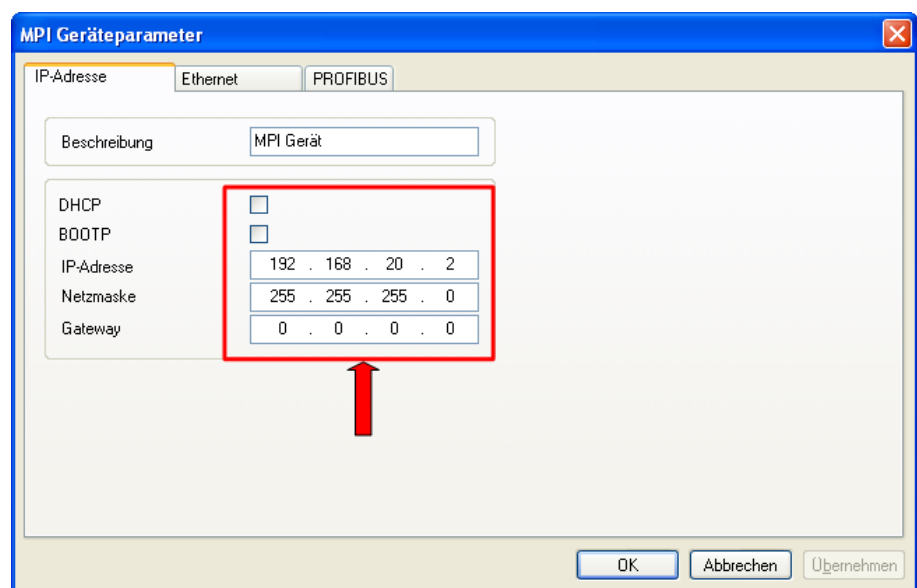 MPI Geräteparameter
IP-Adresse Ethernet PROFIBUS
Beschreibung MPI Gerät
DHCP
BOOTP
IP-Adresse 192 . 168 . 20 . 2
Netzmaske 255 . 255 . 255 . 0
Gateway 0 . 0 . 0 . 0
OK Abbrechen Übernehmen